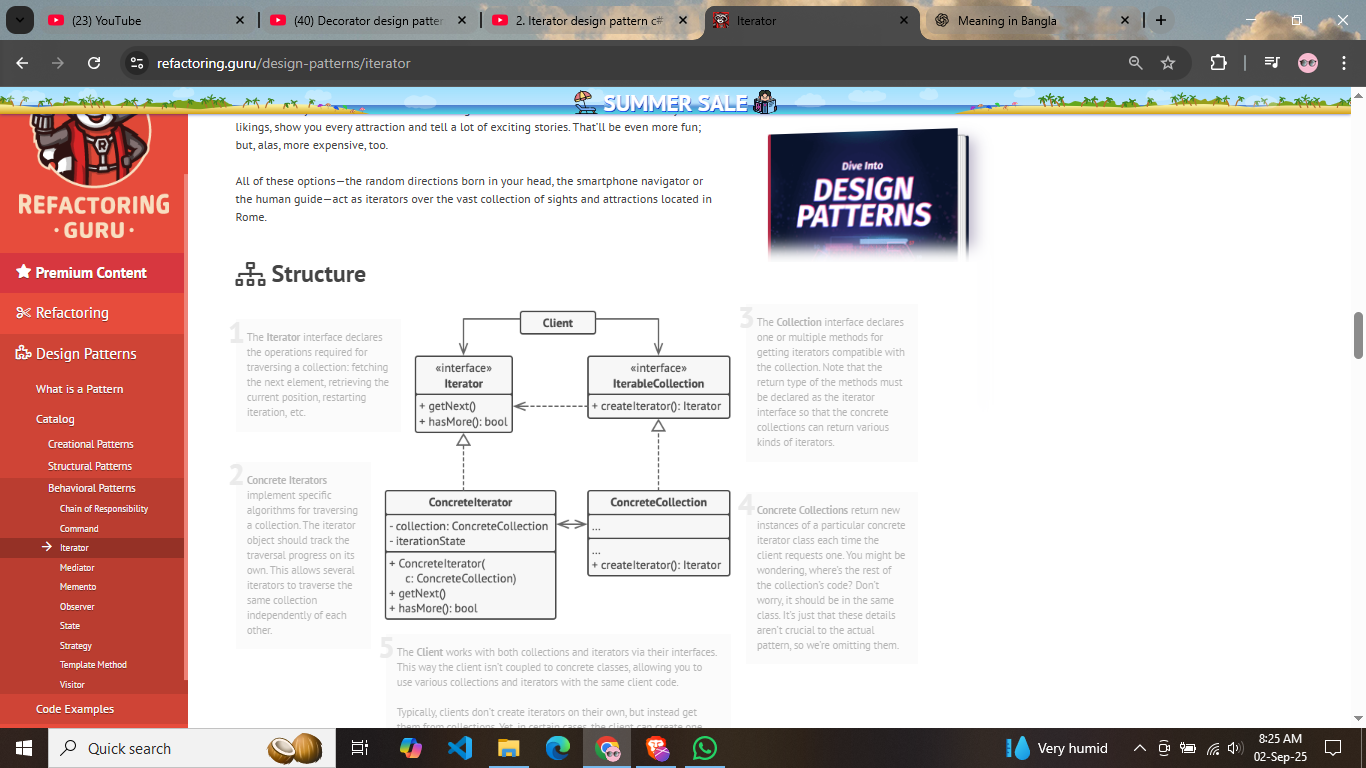 (23) YouTube
(40) Decorator design patter
2. Iterator design pattern c#
Iterator
Meaning in Bangla
refactoring.guru/design-patterns/iterator
SUMMER SALE
REFACTORING
· GURU ·
Premium Content
Refactoring
Design Patterns
What is a Pattern
Catalog
Creational Patterns
Structural Patterns
Behavioral Patterns
Chain of Responsibility
Command
Iterator
Mediator
Memento
Observer
State
Strategy
Template Method
Visitor
Code Examples
likings, show you every attraction and tell a lot of exciting stories. That'll be even more fun;
but, alas, more expensive, too.
All of these options—the random directions born in your head, the smartphone navigator or
the human guide—act as iterators over the vast collection of sights and attractions located in
Rome.
Dive Into
DESIGN
PATTERNS
Structure
1
The Iterator interface declares
the operations required for
traversing a collection: fetching
the next element, retrieving the
current position, restarting
iteration, etc.
2
Concrete Iterators
implement specific
algorithms for traversing
a collection. The iterator
object should track the
traversal progress on its
own. This allows several
iterators to traverse the
same collection
independently of each
other.
Client
«interface»
Iterator
+ getNext()
+ hasMore(): bool
«interface»
IterableCollection
+ createIterator(): Iterator
ConcreteIterator
- collection: ConcreteCollection
- iterationState
+ ConcreteIterator(
c: ConcreteCollection)
+ getNext()
+ hasMore(): bool
ConcreteCollection
...
...
+ createIterator(): Iterator
3
The Collection interface declares
one or multiple methods for
getting iterators compatible with
the collection. Note that the
return type of the methods must
be declared as the iterator
interface so that the concrete
collections can return various
kinds of iterators.
4
Concrete Collections return new
instances of a particular concrete
iterator class each time the
client requests one. You might be
wondering, where's the rest of
the collection's code? Don't
worry, it should be in the same
class. It's just that these details
aren't crucial to the actual
pattern, so we're omitting them.
5
The Client works with both collections and iterators via their interfaces.
This way the client isn't coupled to concrete classes, allowing you to
use various collections and iterators with the same client code.
Typically, clients don't create iterators on their own, but instead get
them from collections. Yet, in certain cases, the client can create one
Quick search
Very humid
8:25 AM
02-Sep-25